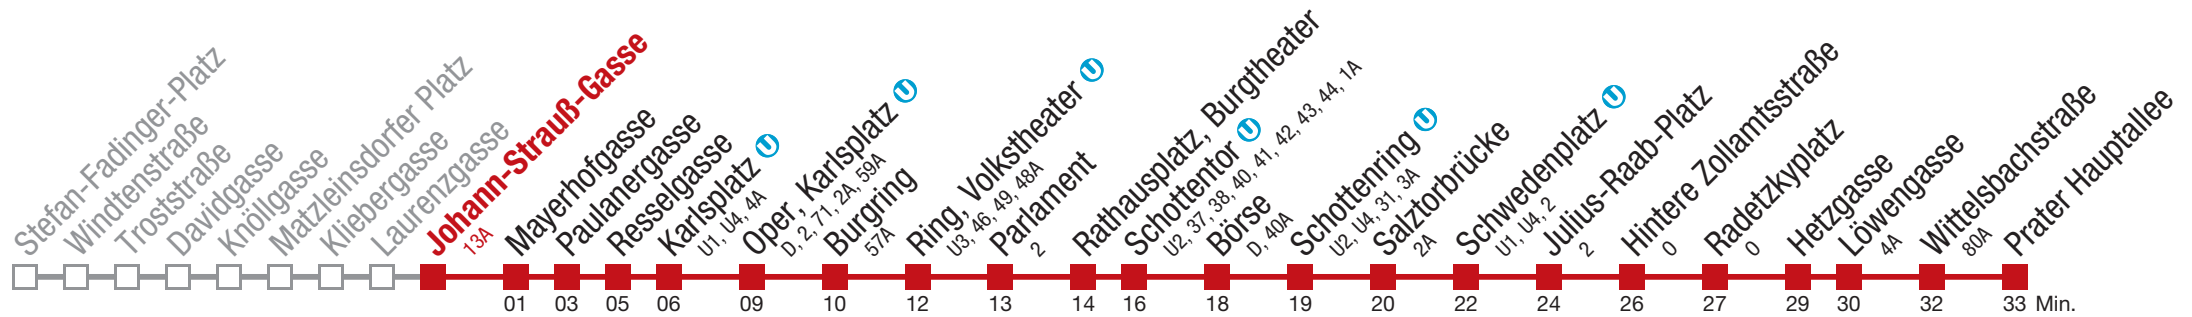 Stefan-Fadinger-Platz
Windtenstraße
Troststraße
Davidgasse
Knöllgasse
Matzleinsdorfer Platz
Kliebergasse
Laurenzgasse
Johann-Strauß-Gasse
13A
Mayerhofgasse
Paulanergasse
Resselgasse
Karlsplatz U
U1, U4, 4A
Oper, Karlsplatz U
D, 2, 71, 2A, 59A
Burgring
57A
Ring, Volkstheater U
U3, 46, 49, 48A
Parlament
2
Rathausplatz, Burgtheater
Schottentor U
U2, 37, 38, 40, 41, 42, 43, 44, 1A
Börse
D, 40A
Schottenring U
U2, U4, 31, 3A
Salztorbrücke
2A
Schwedenplatz U
U1, U4, 2
Julius-Raab-Platz
2
Hintere Zollamtsstraße
0
Radetzkyplatz
0
Hetzgasse
Löwengasse
4A
Wittelsbachstraße
80A
Prater Hauptallee
01 03 05 06 09 10 12 13 14 16 18 19 20 22 24 26 27 29 30 32 33 Min.